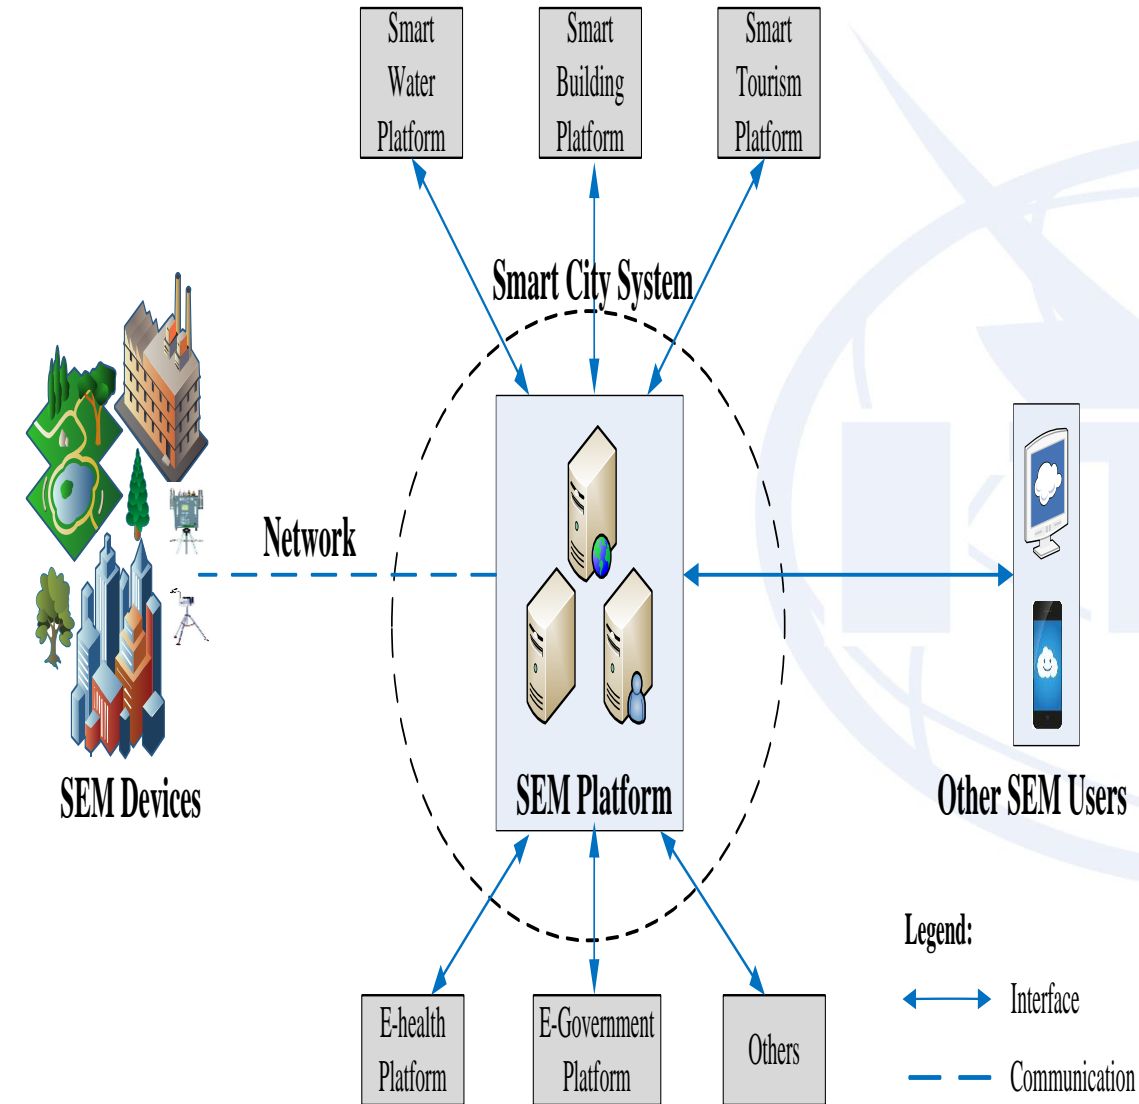 Smart
Water
Platform
Smart
Building
Platform
Smart
Tourism
Platform
Smart City System
Network
SEM Devices
SEM Platform
Other SEM Users
E-health
Platform
E-Government
Platform
Others
Legend:
Interface
Communication